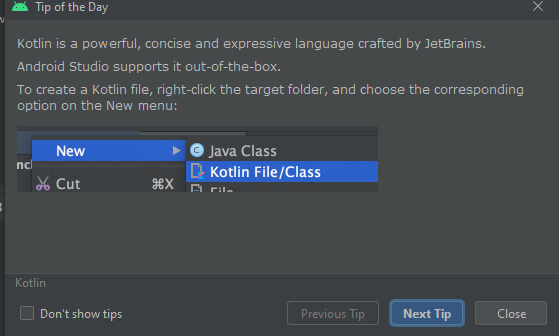 Tip of the Day
Kotlin is a powerful, concise and expressive language crafted by JetBrains.
Android Studio supports it out-of-the-box.
To create a Kotlin file, right-click the target folder, and choose the corresponding
option on the New menu:
New
Java Class
Kotlin File/Class
Cut ⌘X
File
Kotlin
Don't show tips
Previous Tip Next Tip Close